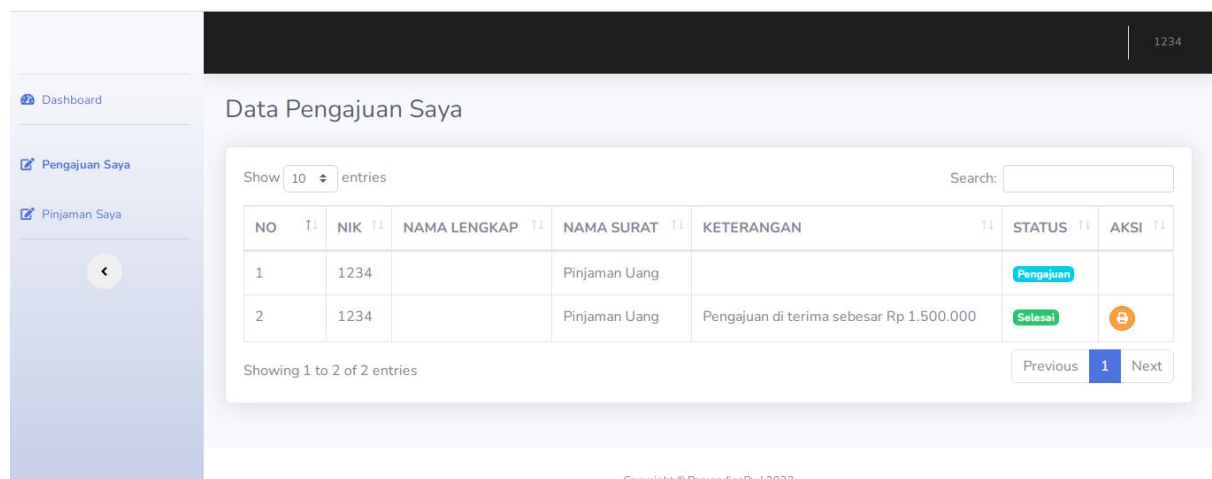 1234
Dashboard
Data Pengajuan Saya
Pengajuan Saya
Pinjaman Saya
Show 10 entries Search:
NO NIK NAMA LENGKAP NAMA SURAT KETERANGAN STATUS AKSI
1 1234 Pinjaman Uang Pengajuan
2 1234 Pinjaman Uang Pengajuan di terima sebesar Rp 1.500.000 Selesai
Showing 1 to 2 of 2 entries Previous 1 Next
Copyright ©